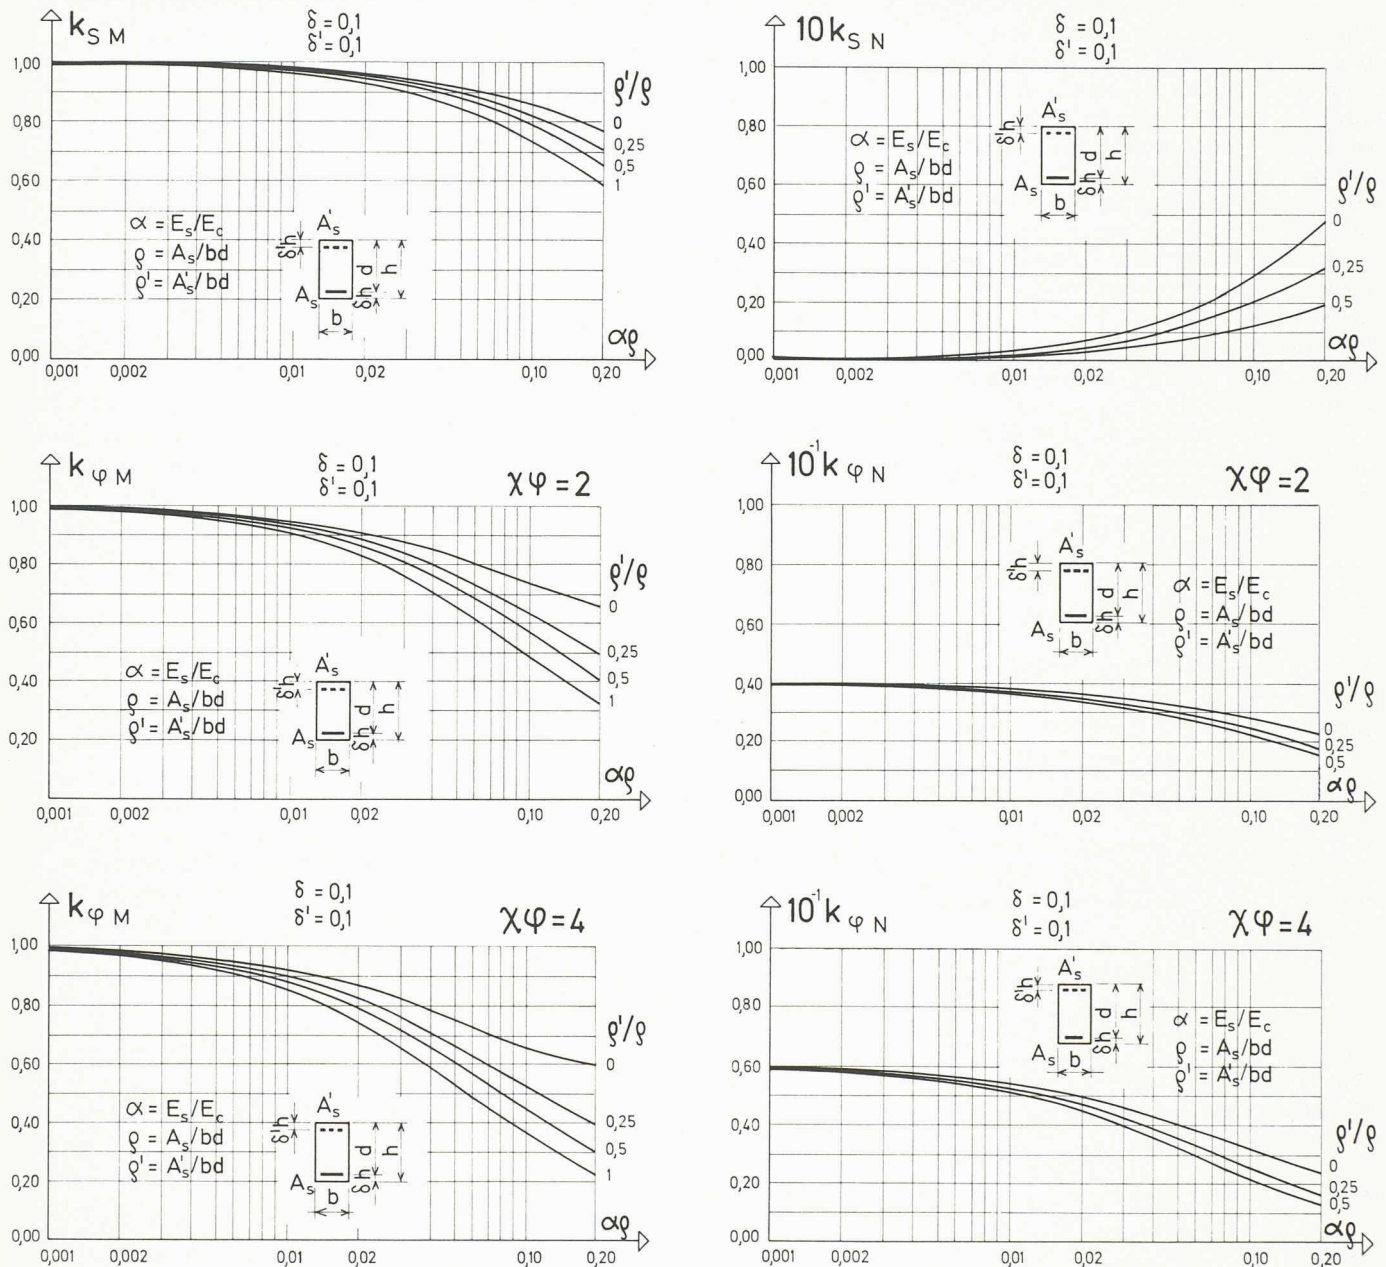 k S M
δ = 0,1
δ' = 0,1
1,00
0,80
0,60
0,40
0,20
0,00
ϱ'/ϱ
0
0,25
0,5
1
α = E_s/E_c
ϱ = A_s/bd
ϱ' = A'_s/bd
A'_s
δ'h
d
h
A_s
δh
b
αϱ
0,001
0,002
0,01
0,02
0,10
0,20
10 k S N
δ = 0,1
δ' = 0,1
1,00
0,80
0,60
0,40
0,20
0,00
α = E_s/E_c
ϱ = A_s/bd
ϱ' = A'_s/bd
A'_s
δ'h
d
h
A_s
δh
b
ϱ'/ϱ
0
0,25
0,5
αϱ
0,001
0,002
0,01
0,02
0,10
0,20
k φ M
δ = 0,1
δ' = 0,1
χφ = 2
1,00
0,80
0,60
0,40
0,20
ϱ'/ϱ
0
0,25
0,5
1
α = E_s/E_c
ϱ = A_s/bd
ϱ' = A'_s/bd
A'_s
δ'h
d
h
A_s
δh
b
αϱ
0,001
0,002
0,01
0,02
0,10
0,20
10⁻¹ k φ N
δ = 0,1
δ' = 0,1
χφ = 2
1,00
0,80
0,60
0,40
0,20
0,00
A'_s
δ'h
d
h
A_s
δh
b
α = E_s/E_c
ϱ = A_s/bd
ϱ' = A'_s/bd
ϱ'/ϱ
0
0,25
0,5
αϱ
0,001
0,002
0,01
0,02
0,10
0,20
k φ M
δ = 0,1
δ' = 0,1
χφ = 4
1,00
0,80
0,60
0,40
0,20
0,00
ϱ'/ϱ
0
0,25
0,5
1
α = E_s/E_c
ϱ = A_s/bd
ϱ' = A'_s/bd
A'_s
δ'h
d
h
A_s
δh
b
αϱ
0,001
0,002
0,01
0,02
0,10
0,20
10⁻¹ k φ N
δ = 0,1
δ' = 0,1
χφ = 4
1,00
0,80
0,60
0,40
0,20
0,00
A'_s
δ'h
d
h
A_s
δh
b
α = E_s/E_c
ϱ = A_s/bd
ϱ' = A'_s/bd
ϱ'/ϱ
0
0,25
0,5
αϱ
0,001
0,002
0,01
0,02
0,10
0,20